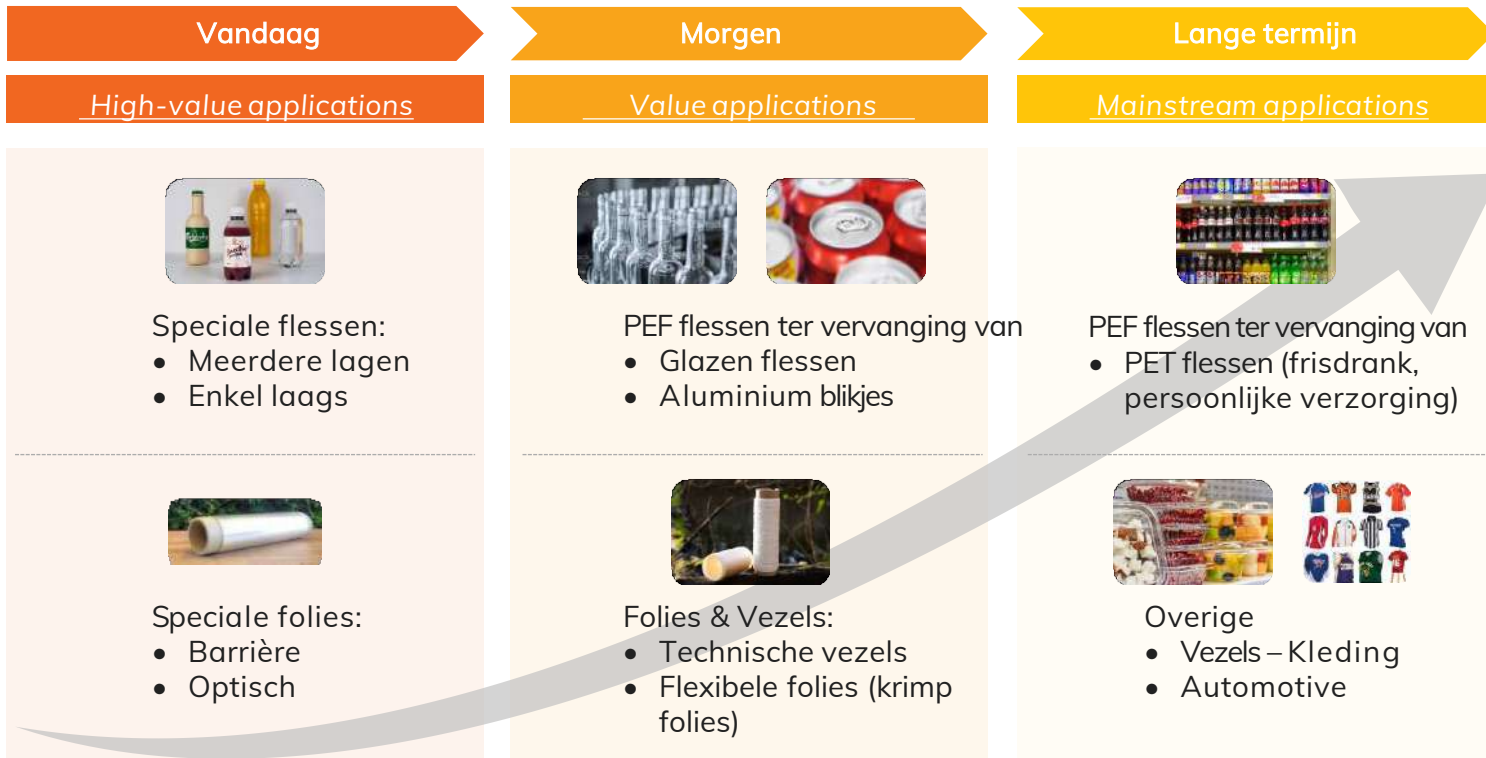 Vandaag
Morgen
Lange termijn
High-value applications
Value applications
Mainstream applications
Speciale flessen:
• Meerdere lagen
• Enkel laags
PEF flessen ter vervanging van
• Glazen flessen
• Aluminium blikjes
PEF flessen ter vervanging van
• PET flessen (frisdrank,
persoonlijke verzorging)
Speciale folies:
• Barrière
• Optisch
Folies & Vezels:
• Technische vezels
• Flexibele folies (krimp
folies)
Overige
• Vezels – Kleding
• Automotive